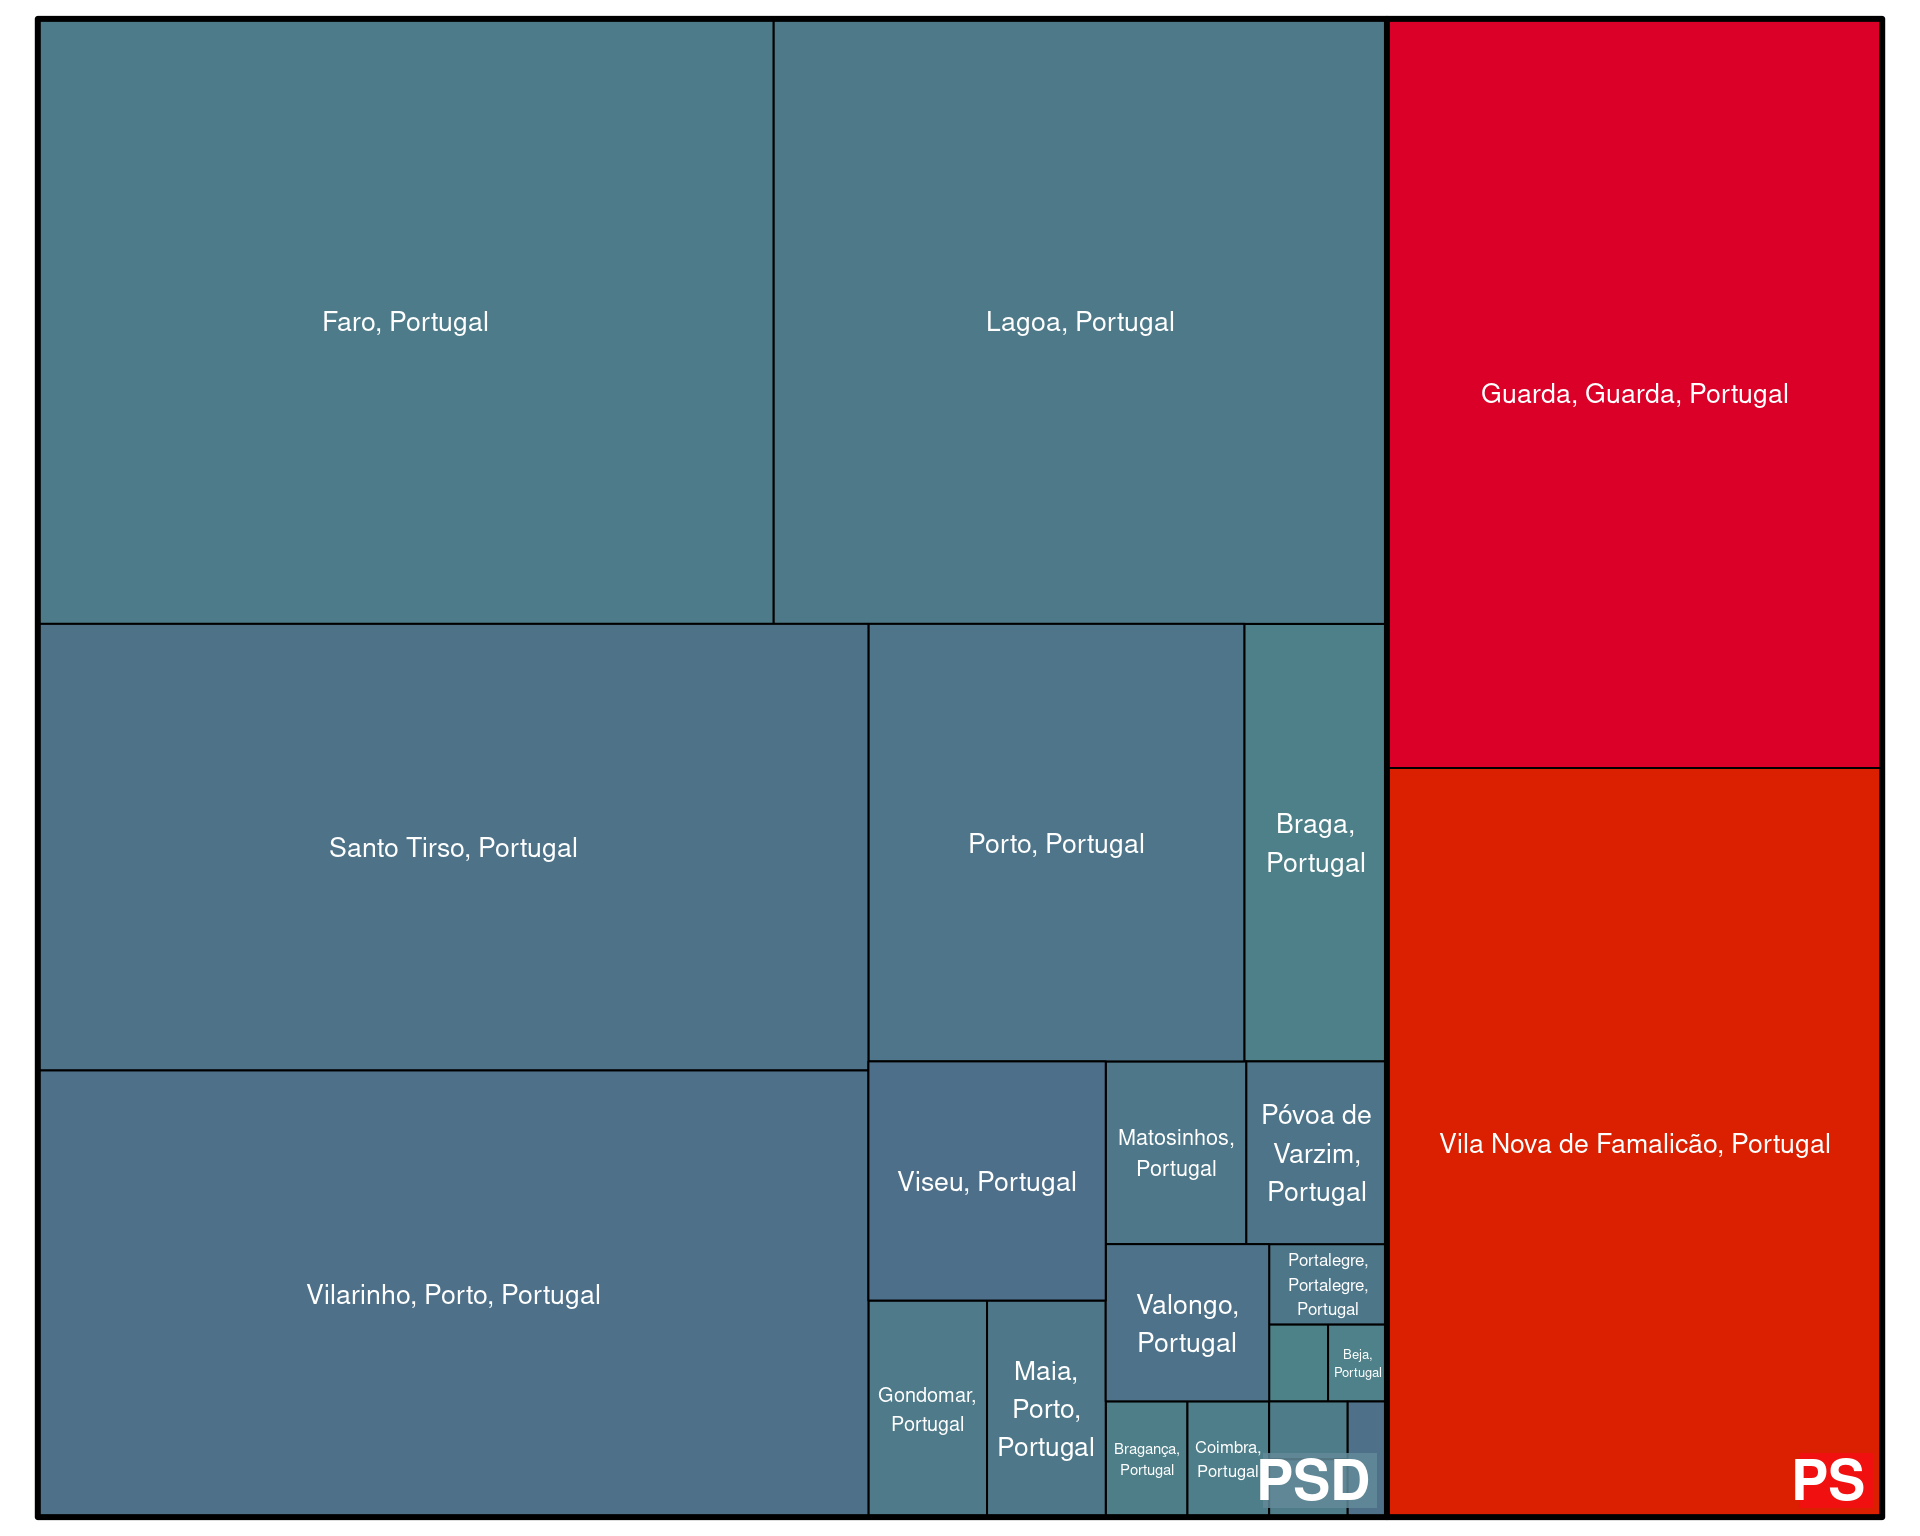 Faro, Portugal
Lagoa, Portugal
Guarda, Guarda, Portugal
Santo Tirso, Portugal
Porto, Portugal
Braga,
Portugal
Vilarinho, Porto, Portugal
Viseu, Portugal
Matosinhos,
Portugal
Póvoa de
Varzim,
Portugal
Vila Nova de Famalicão, Portugal
Valongo,
Portugal
Portalegre,
Portalegre,
Portugal
Beja,
Portugal
Gondomar,
Portugal
Maia,
Porto,
Portugal
Bragança,
Portugal
Coimbra,
Portugal
PSD
PS